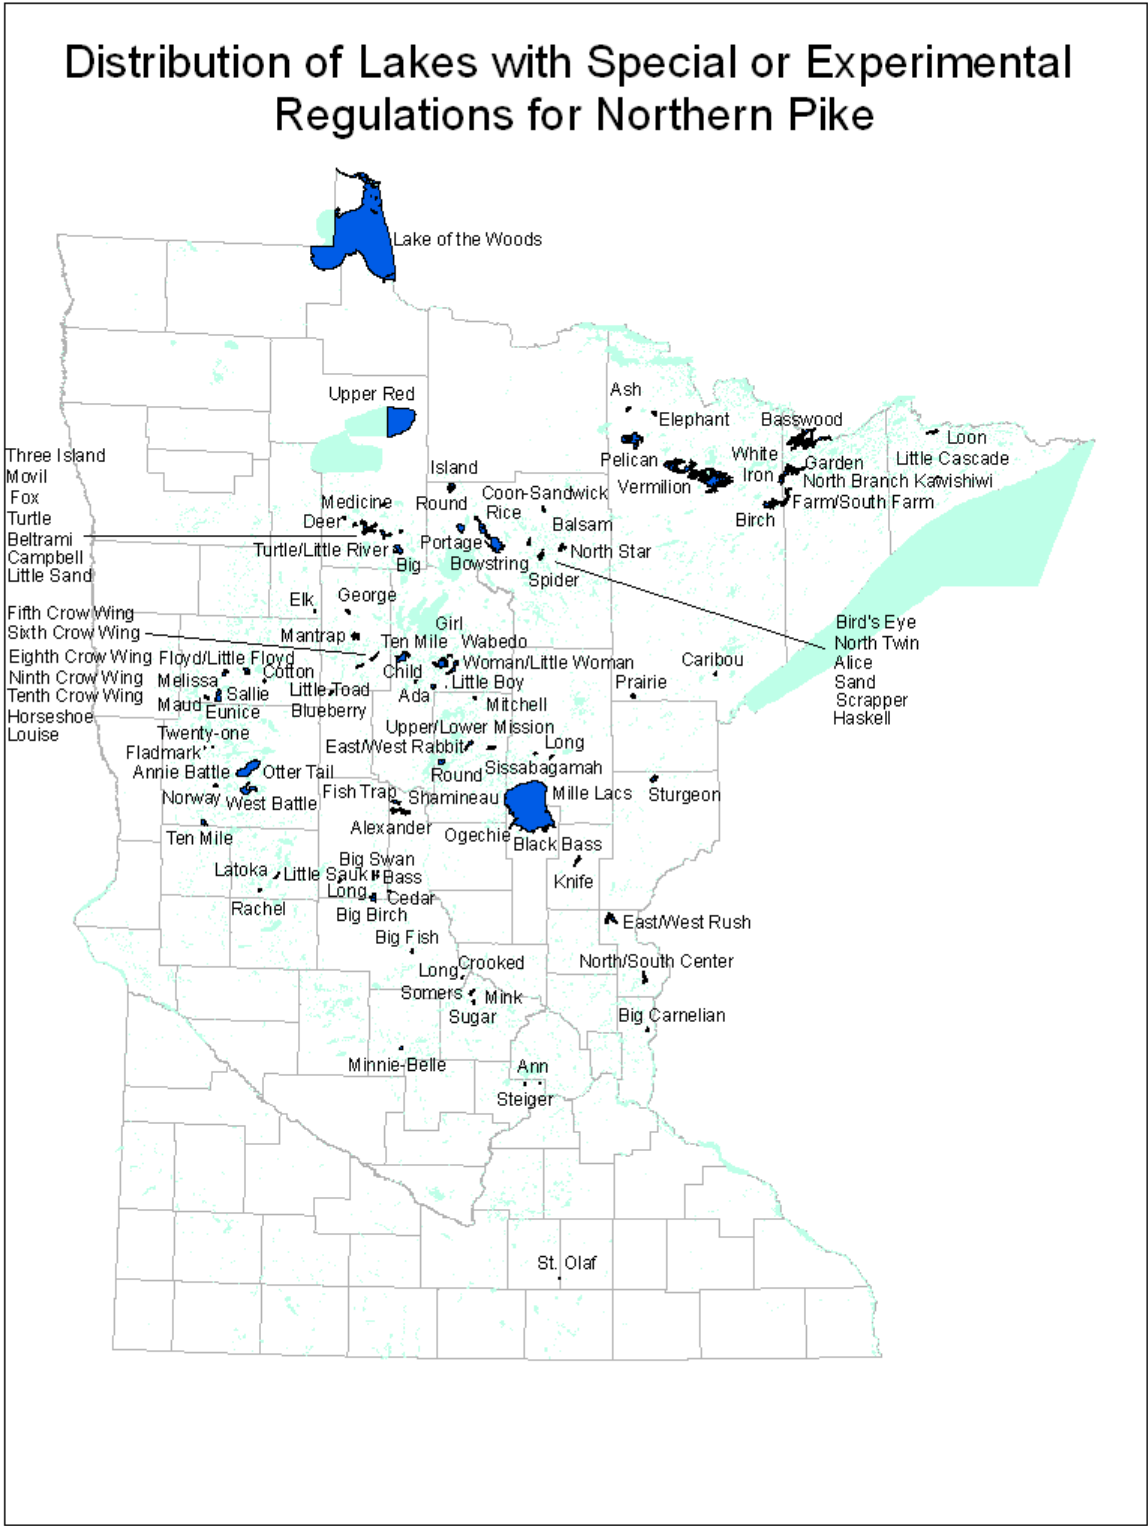 Distribution of Lakes with Special or Experimental
Regulations for Northern Pike
Lake of the Woods
Upper Red
Ash
Elephant
Basswood
Loon
Little Cascade
Pelican
White
Iron
Garden
North Branch Kawishiwi
Vermilion
Farm/South Farm
Birch
Three Island
Movil
Fox
Turtle
Beltrami
Campbell
Little Sand
Island
Medicine
Round
Coon-Sandwick
Rice
Deer
Balsam
Turtle/Little River
Portage
North Star
Big
Bowstring
Spider
Bird's Eye
North Twin
Alice
Sand
Scrapper
Haskell
Fifth Crow Wing
Sixth Crow Wing
Eighth Crow Wing
Ninth Crow Wing
Tenth Crow Wing
Horseshoe
Louise
Elk
George
Girl
Mantrap
Ten Mile
Wabedo
Floyd/Little Floyd
Woman/Little Woman
Caribou
Melissa
Cotton
Child
Little Boy
Prairie
Maud
Sallie
Little Toad
Ada
Mitchell
Eunice
Blueberry
Twenty-one
Upper/Lower Mission
Fladmark
East/West Rabbit
Long
Annie Battle
Otter Tail
Round
Sissabagamah
Norway
West Battle
Fish Trap
Shamineau
Mille Lacs
Sturgeon
Ten Mile
Alexander
Ogechie
Black Bass
Big Swan
Latoka
Little Sauk
Bass
Knife
Long
Cedar
Rachel
Big Birch
East/West Rush
Big Fish
Long
Crooked
North/South Center
Somers
Mink
Sugar
Big Carnelian
Minnie-Belle
Ann
Steiger
St. Olaf